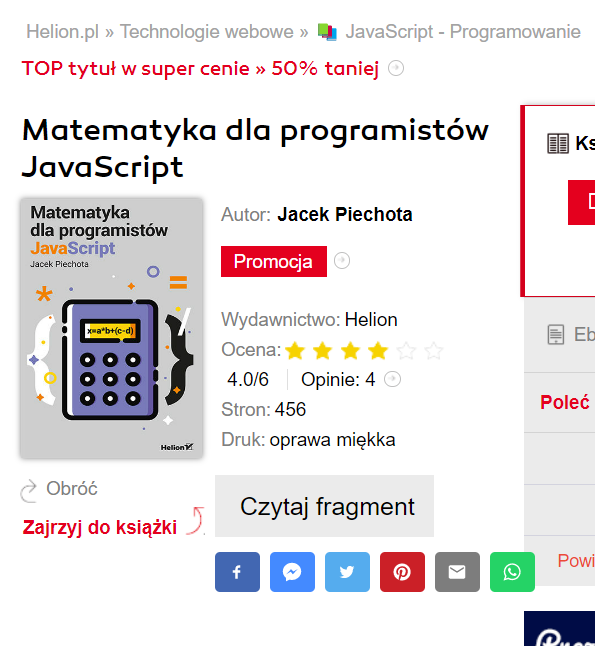 Helion.pl » Technologie webowe » JavaScript - Programowanie
TOP tytuł w super cenie » 50% taniej
Matematyka dla programistów
JavaScript
Matematyka
dla programistów
JavaScript
Jacek Piechota
x=a*b+(c-d)
Helion
Autor: Jacek Piechota
Promocja
Wydawnictwo: Helion
Ocena:
4.0/6 Opinie: 4
Stron: 456
Druk: oprawa miękka
Obróć
Zajrzyj do książki
Czytaj fragment
Ks
Eb
Poleć
Powi